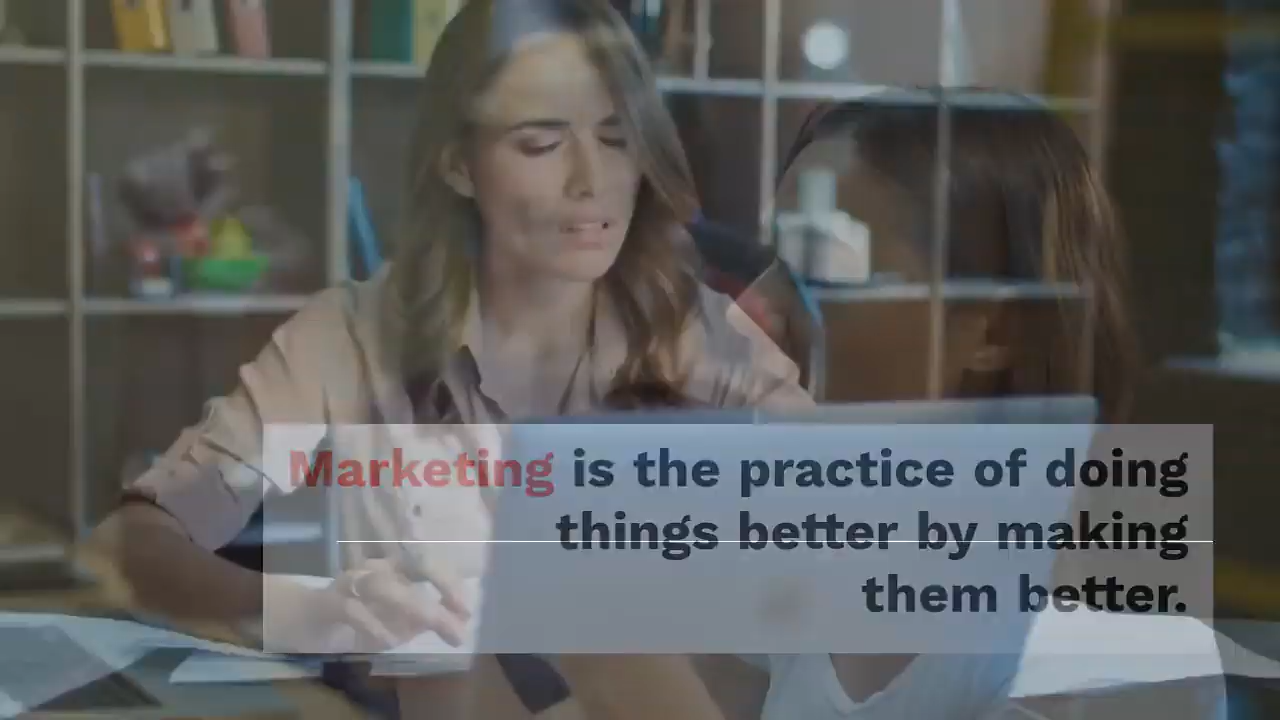 Marketing is the practice of doing
things better by making
them better.